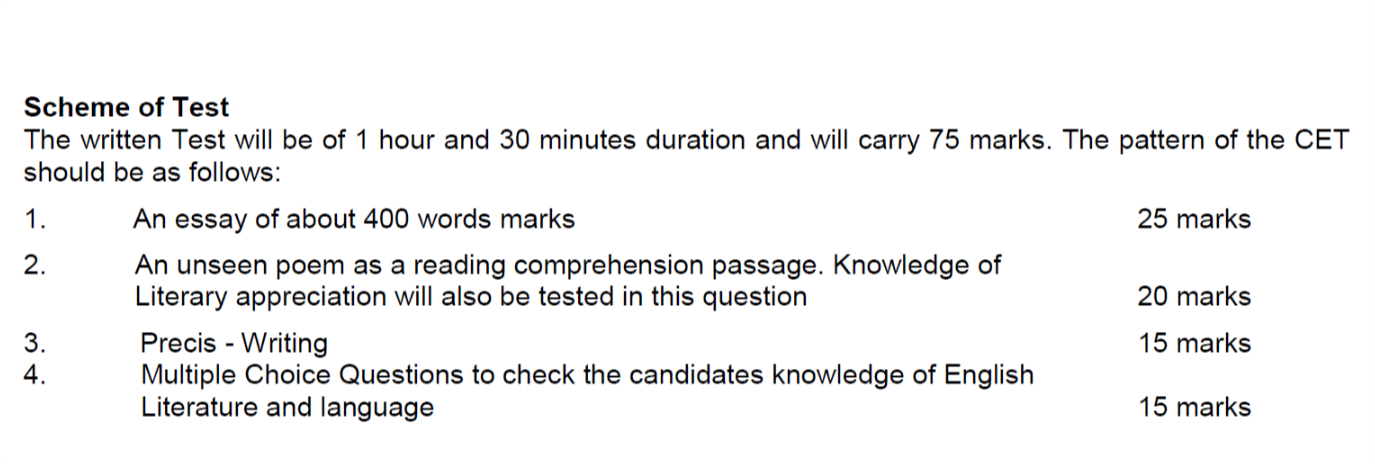 Scheme of Test
The written Test will be of 1 hour and 30 minutes duration and will carry 75 marks. The pattern of the CET
should be as follows:
1. An essay of about 400 words marks 25 marks
2. An unseen poem as a reading comprehension passage. Knowledge of
Literary appreciation will also be tested in this question 20 marks
3. Precis - Writing 15 marks
4. Multiple Choice Questions to check the candidates knowledge of English
Literature and language 15 marks